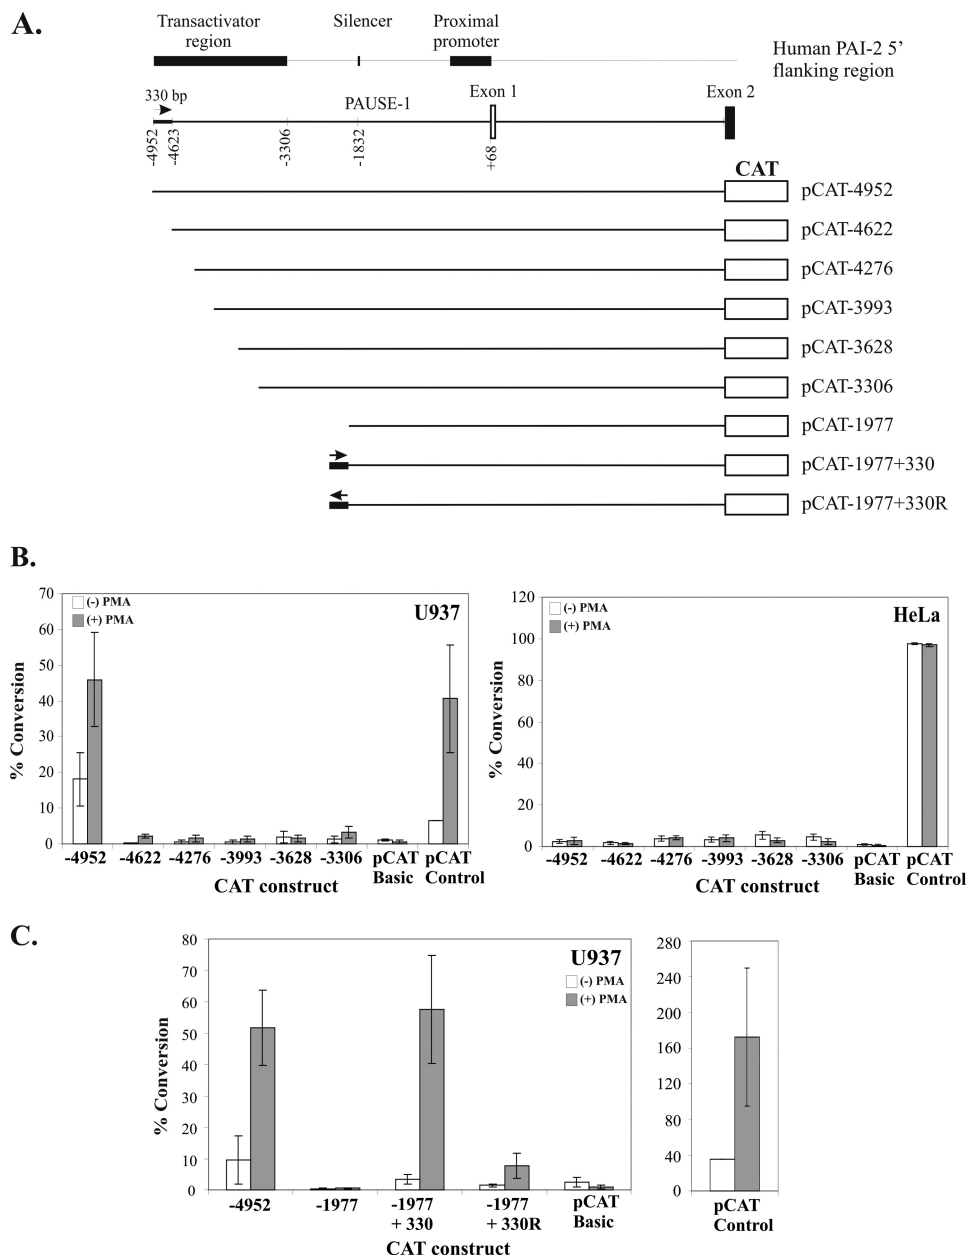 A.
Transactivator region
Silencer
Proximal promoter
Human PAI-2 5' flanking region
330 bp
PAUSE-1
Exon 1
Exon 2
-4952
-4623
-3306
-1832
+68
CAT
pCAT-4952
pCAT-4622
pCAT-4276
pCAT-3993
pCAT-3628
pCAT-3306
pCAT-1977
pCAT-1977+330
pCAT-1977+330R
B.
70
60
50
40
30
20
10
0
% Conversion
(-) PMA
(+) PMA
U937
-4952
-4622
-4276
-3993
-3628
-3306
pCAT Basic
pCAT Control
CAT construct
120
100
80
60
40
20
0
% Conversion
(-) PMA
(+) PMA
HeLa
-4952
-4622
-4276
-3993
-3628
-3306
pCAT Basic
pCAT Control
CAT construct
C.
80
70
60
50
40
30
20
10
0
% Conversion
U937
(-) PMA
(+) PMA
-4952
-1977
-1977 + 330
-1977 + 330R
pCAT Basic
CAT construct
280
240
200
160
120
80
40
0
pCAT Control